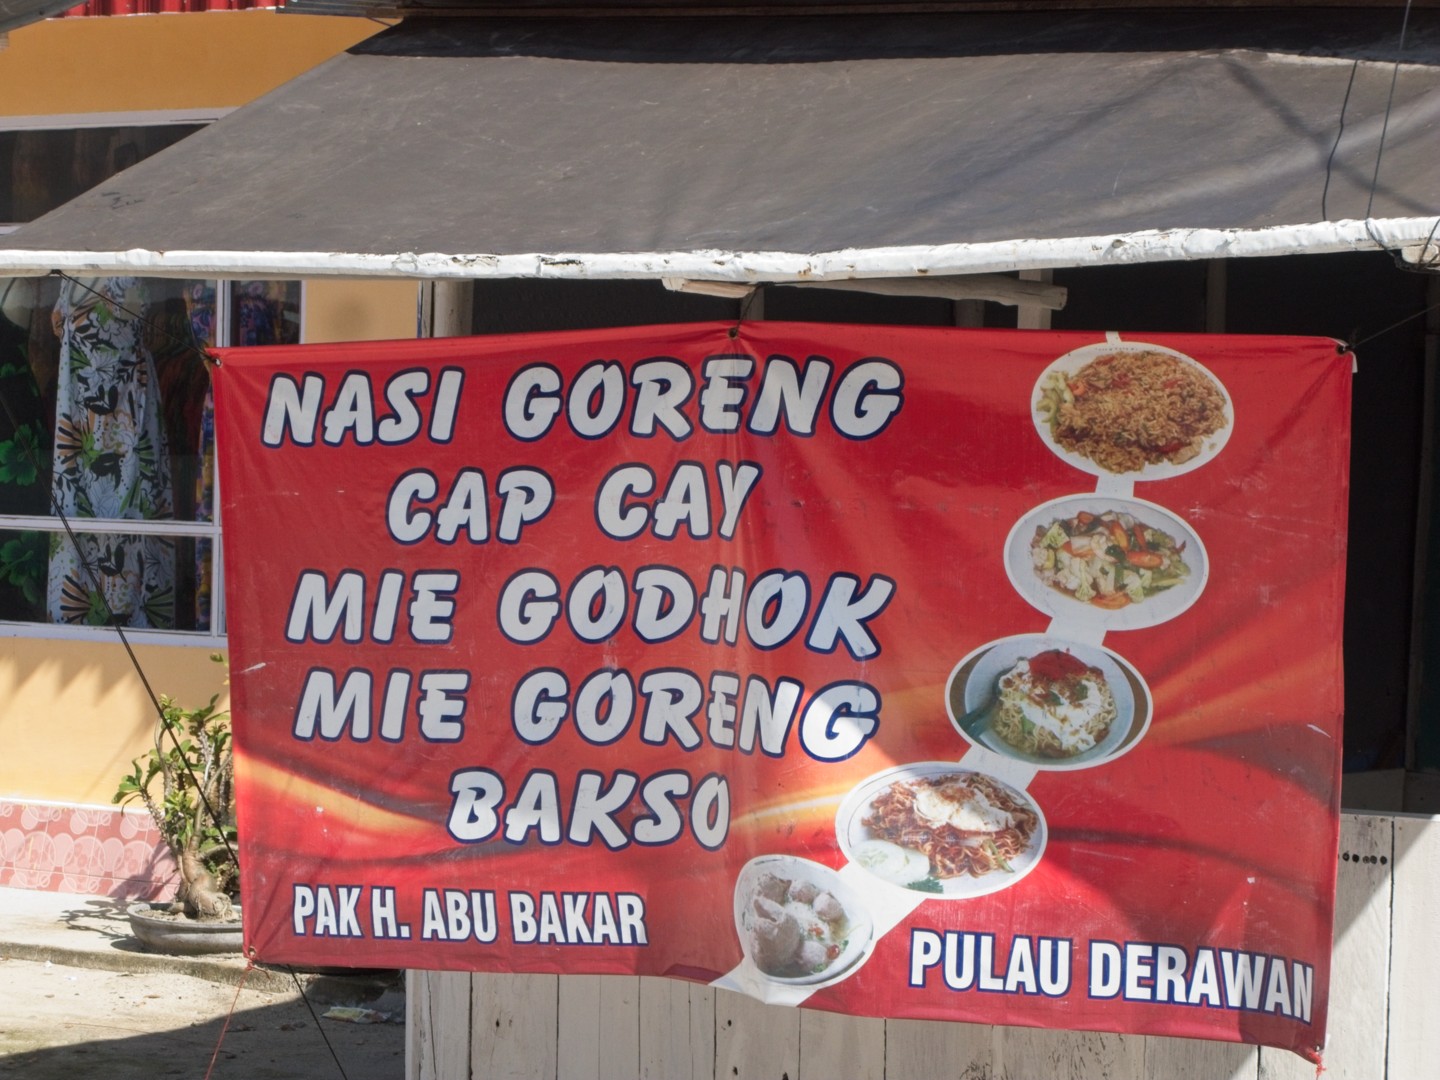 NASI GORENG
CAP CAY
MIE GODHOK
MIE GORENG
BAKSO
PAK H. ABU BAKAR
PULAU DERAWAN